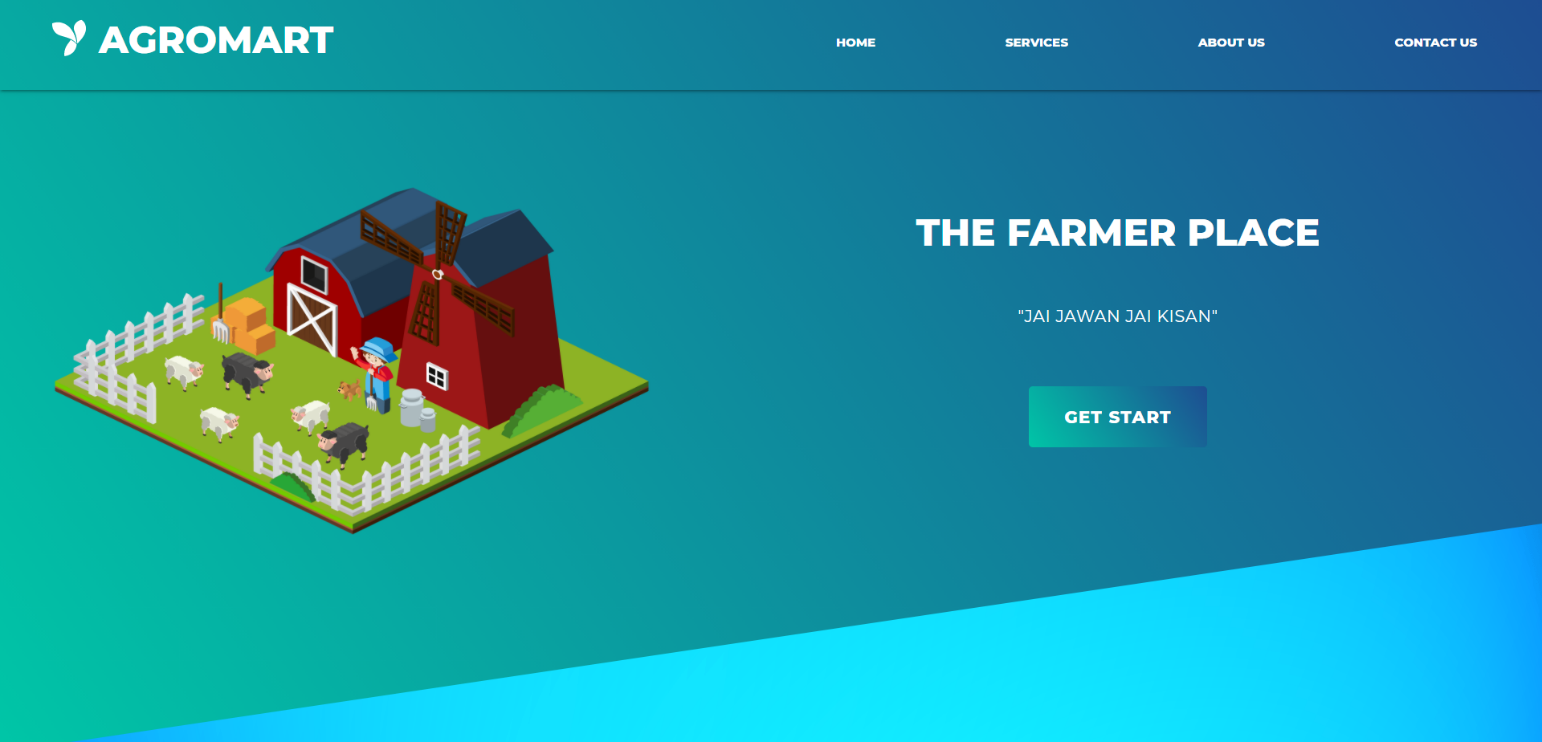 AGROMART
HOME SERVICES ABOUT US CONTACT US
THE FARMER PLACE
"JAI JAWAN JAI KISAN"
GET START